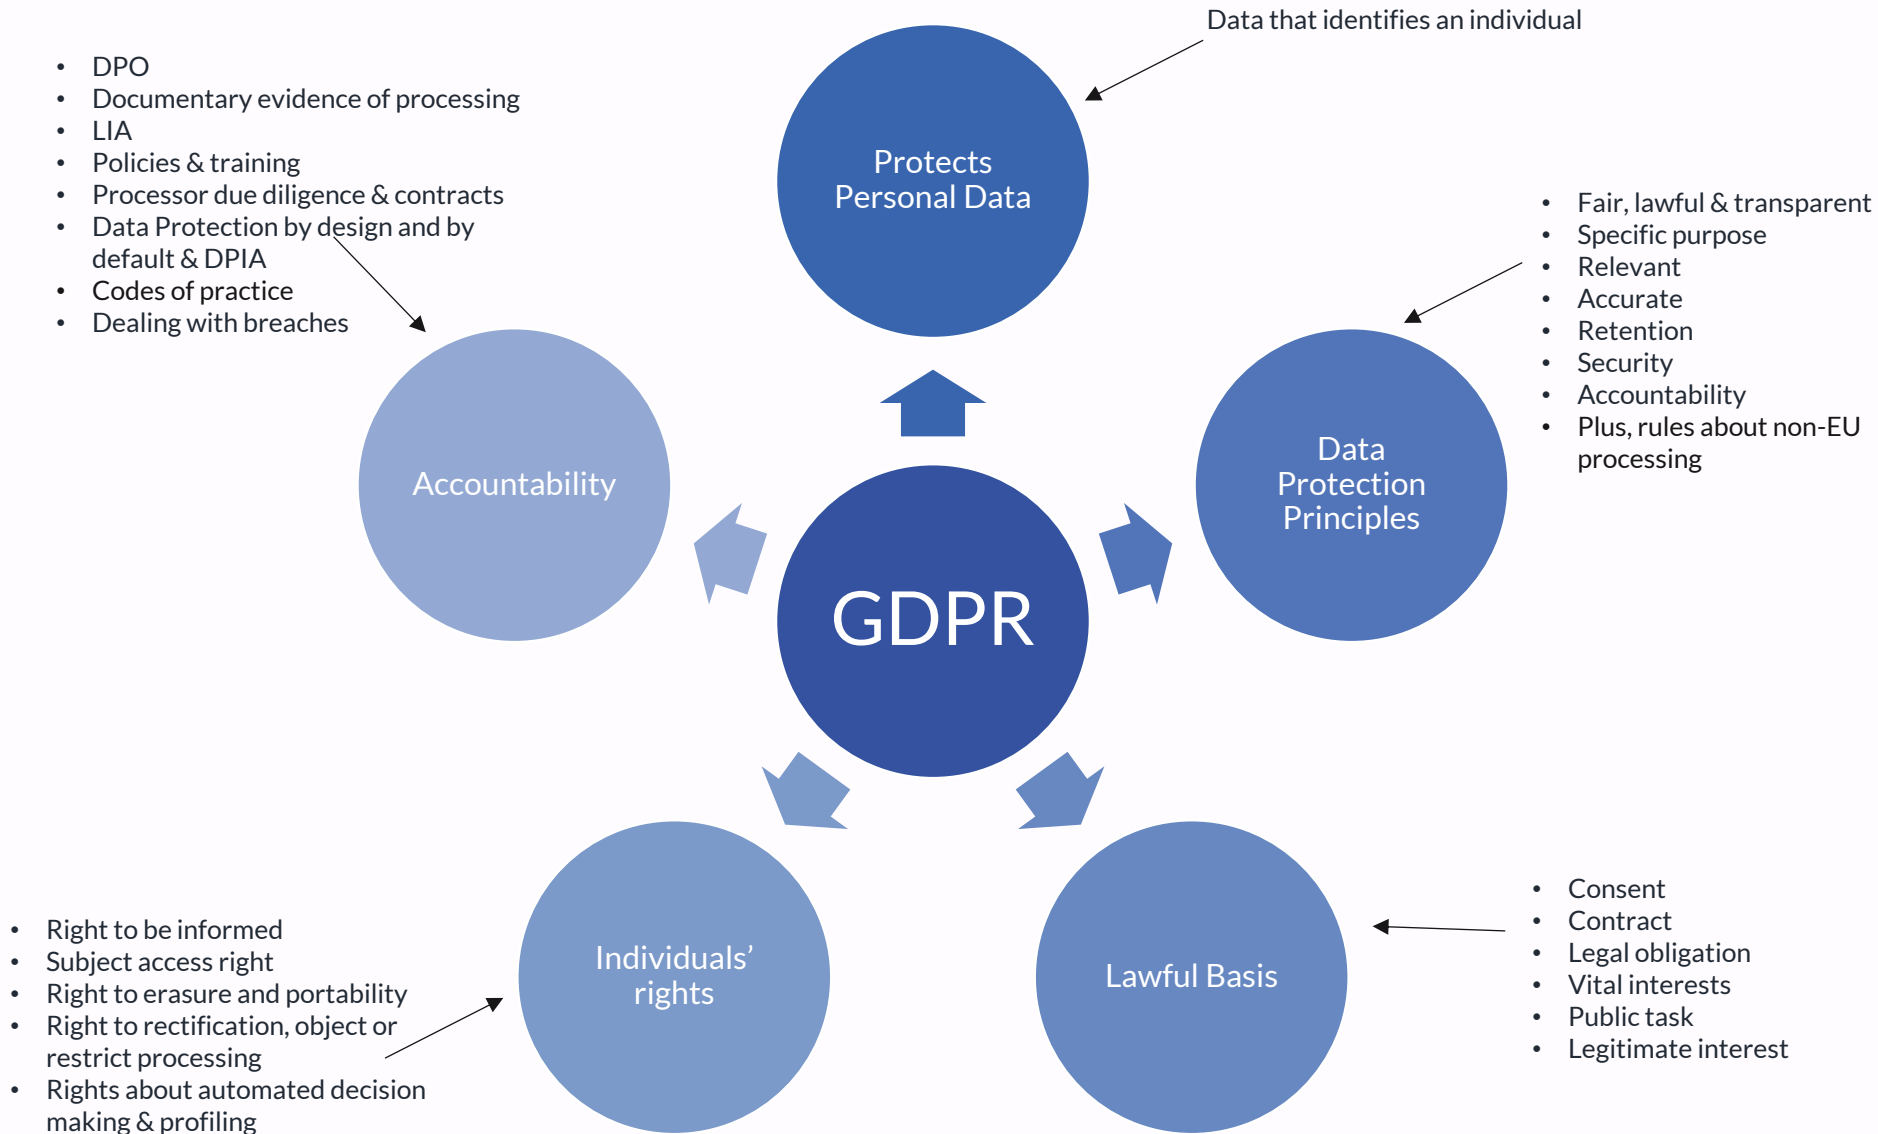 Data that identifies an individual
• DPO
• Documentary evidence of processing
• LIA
• Policies & training
• Processor due diligence & contracts
• Data Protection by design and by
default & DPIA
• Codes of practice
• Dealing with breaches
Protects
Personal Data
• Fair, lawful & transparent
• Specific purpose
• Relevant
• Accurate
• Retention
• Security
• Accountability
• Plus, rules about non-EU
processing
Accountability
Data
Protection
Principles
GDPR
• Right to be informed
• Subject access right
• Right to erasure and portability
• Right to rectification, object or
restrict processing
• Rights about automated decision
making & profiling
Individuals’
rights
Lawful Basis
• Consent
• Contract
• Legal obligation
• Vital interests
• Public task
• Legitimate interest